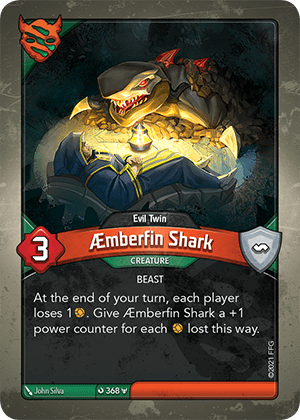 Evil Twin
Æmberfin Shark
CREATURE
3
BEAST
At the end of your turn, each player
loses 1. Give Æmberfin Shark a +1
power counter for each lost this way.
©2021 FFG
John Silva
368